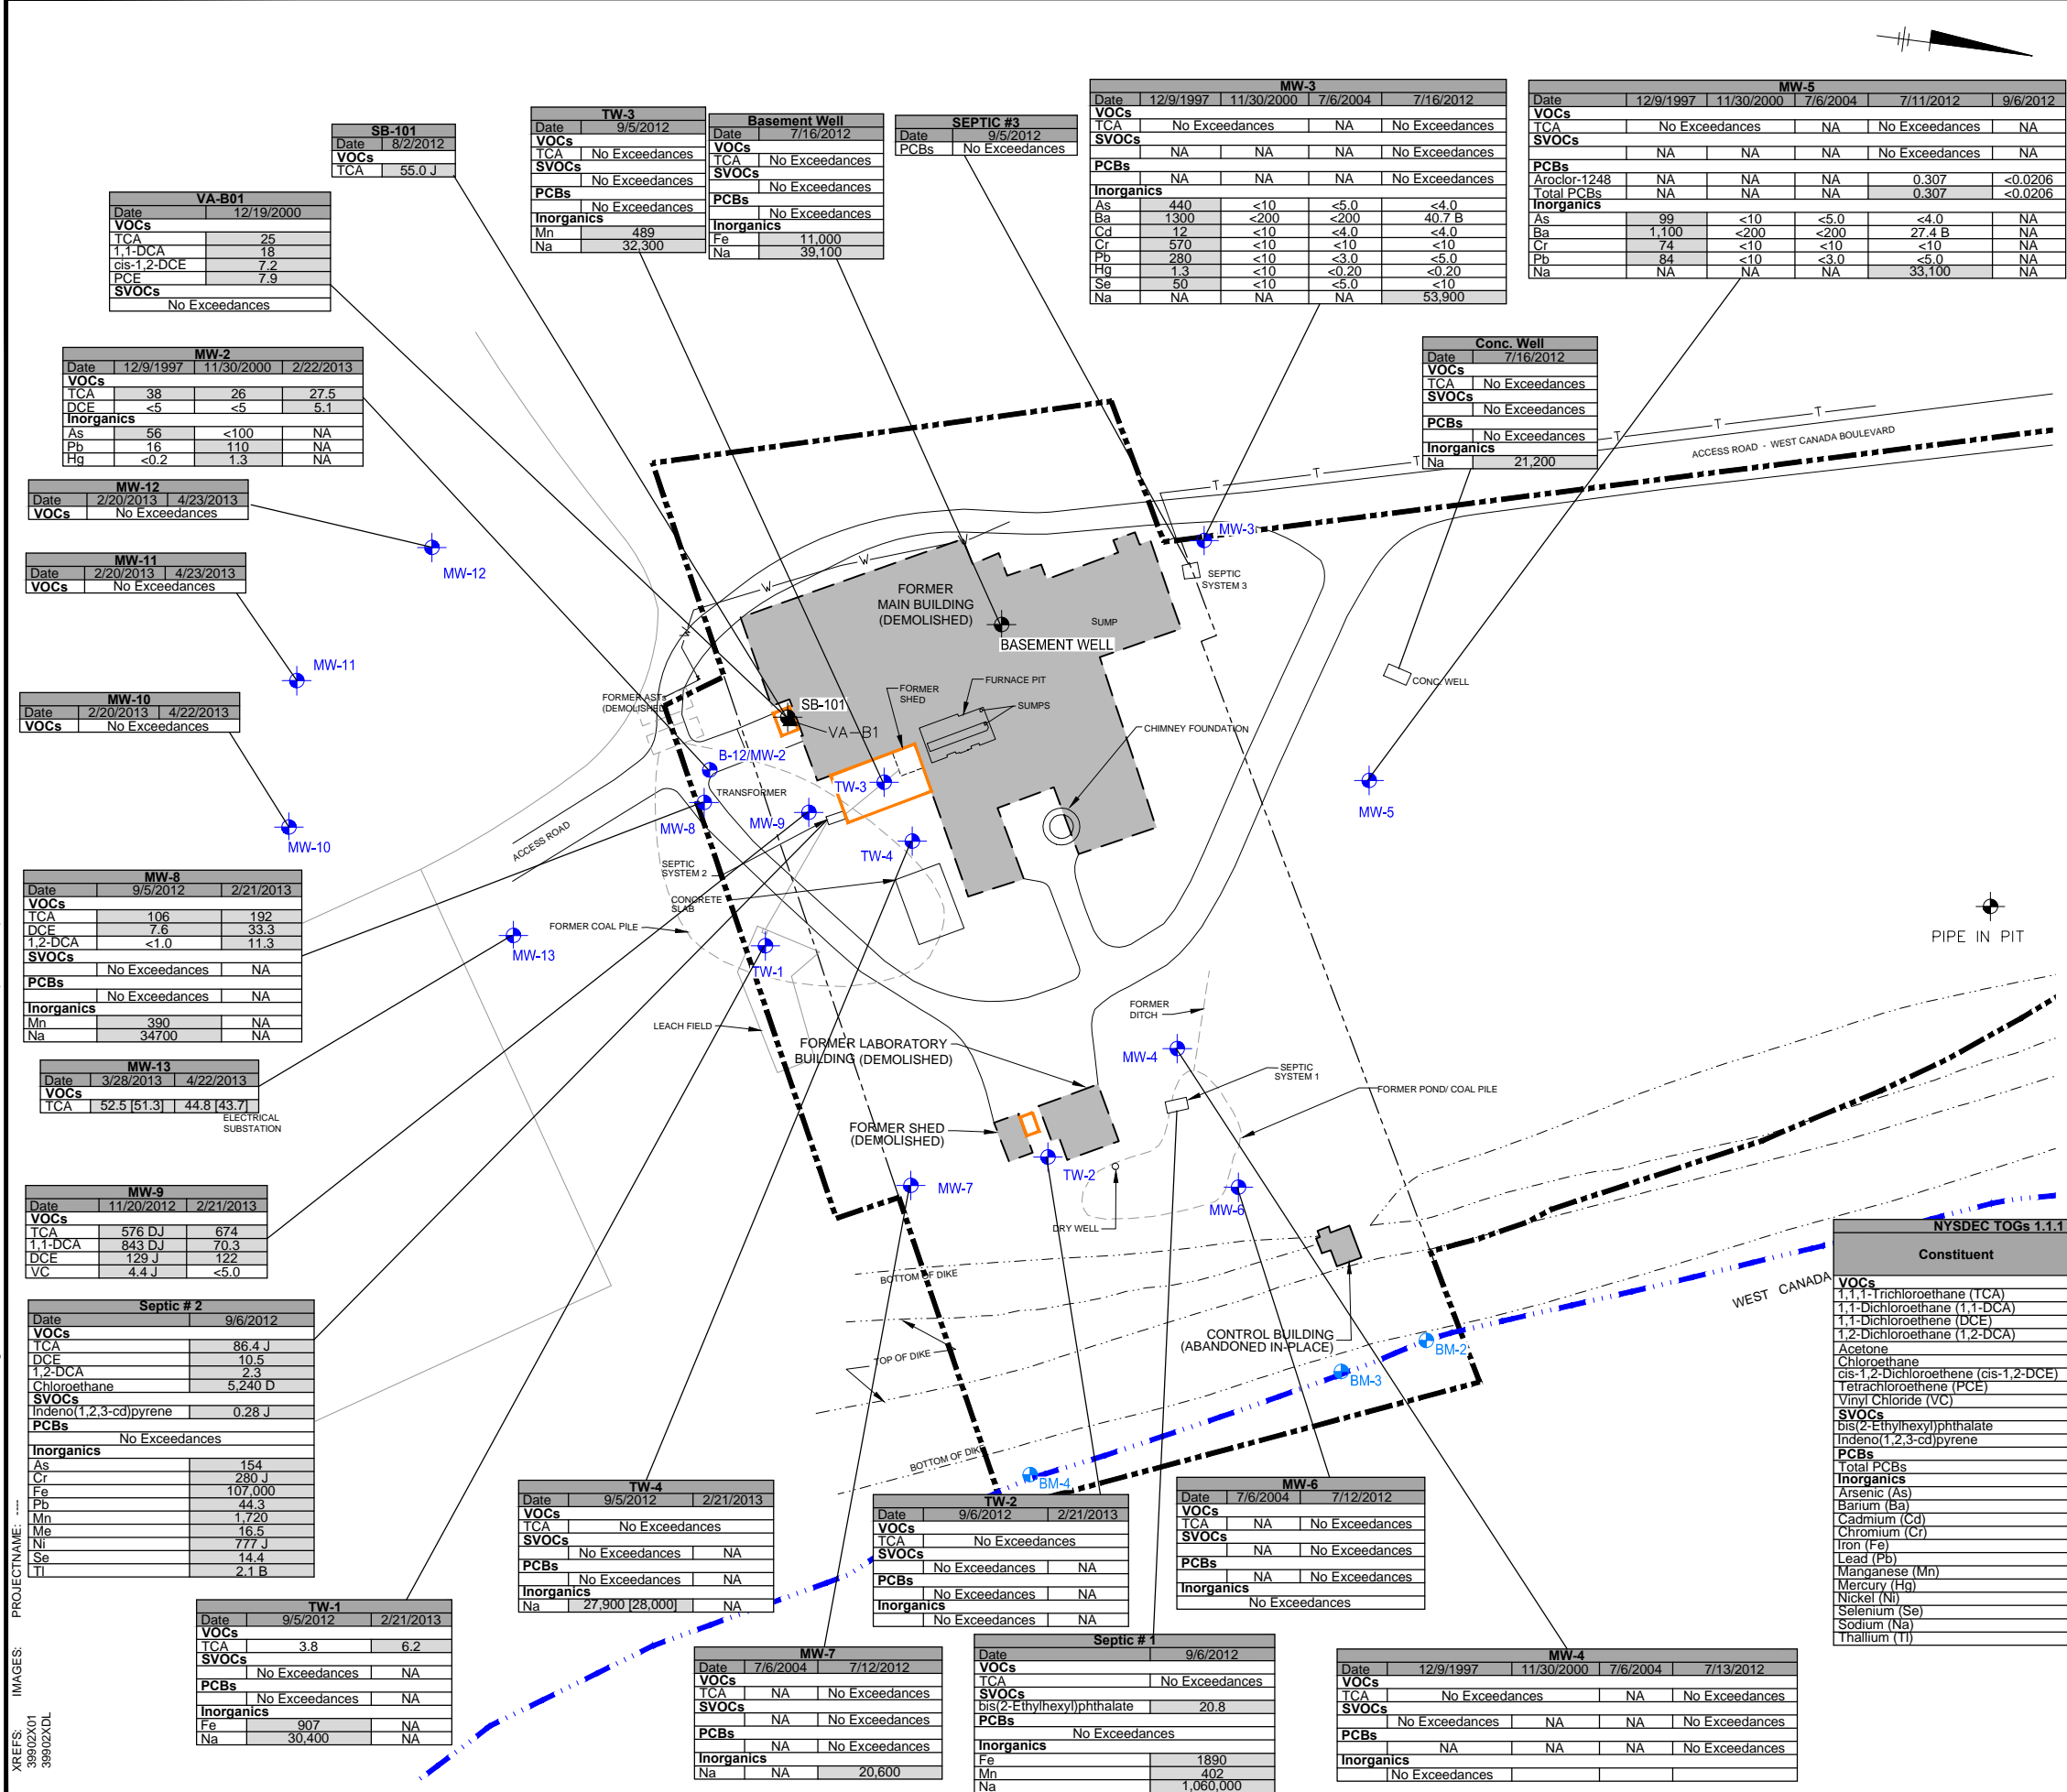 SB-101
Date 8/2/2012
VOCs
TCA 55.0 J
TW-3
Date 9/5/2012
VOCs
TCA No Exceedances
SVOCs
No Exceedances
PCBs
No Exceedances
Inorganics
Mn 489
Na 32,300
Basement Well
Date 7/16/2012
VOCs
TCA No Exceedances
SVOCs
No Exceedances
PCBs
No Exceedances
Inorganics
Fe 11,000
Na 39,100
SEPTIC #3
Date 9/5/2012
PCBs No Exceedances
MW-3
Date 12/9/1997 11/30/2000 7/6/2004 7/16/2012
VOCs
TCA No Exceedances NA No Exceedances
SVOCs
NA NA NA No Exceedances
PCBs
NA NA NA No Exceedances
Inorganics
As 440 <10 <5.0 <4.0
Ba 1300 <200 <200 40.7 B
Cd 12 <10 <4.0 <4.0
Cr 570 <10 <10 <10
Pb 280 <10 <3.0 <5.0
Hg 1.3 <10 <0.20 <0.20
Se 50 <10 <5.0 <10
Na NA NA NA 53,900
MW-5
Date 12/9/1997 11/30/2000 7/6/2004 7/11/2012 9/6/2012
VOCs
TCA No Exceedances NA No Exceedances NA
SVOCs
NA NA NA No Exceedances NA
PCBs
Aroclor-1248 NA NA NA 0.307 <0.0206
Total PCBs NA NA NA 0.307 <0.0206
Inorganics
As 99 <10 <5.0 <4.0 NA
Ba 1,100 <200 <200 27.4 B NA
Cr 74 <10 <10 <10 NA
Pb 84 <10 <3.0 <5.0 NA
Na NA NA NA 33,100 NA
VA-B01
Date 12/19/2000
VOCs
TCA 25
1,1-DCA 18
cis-1,2-DCE 7.2
PCE 7.9
SVOCs
No Exceedances
MW-2
Date 12/9/1997 11/30/2000 2/22/2013
VOCs
TCA 38 26 27.5
DCE <5 <5 5.1
Inorganics
As 56 <100 NA
Pb 16 110 NA
Hg <0.2 1.3 NA
Conc. Well
Date 7/16/2012
VOCs
TCA No Exceedances
SVOCs
No Exceedances
PCBs
No Exceedances
Inorganics
Na 21,200
MW-12
Date 2/20/2013 4/23/2013
VOCs No Exceedances
MW-11
Date 2/20/2013 4/23/2013
VOCs No Exceedances
MW-10
Date 2/20/2013 4/22/2013
VOCs No Exceedances
MW-12
MW-11
MW-10
T T T T T
ACCESS ROAD - WEST CANADA BOULEVARD
MW-3
SEPTIC
SYSTEM 3
W W W
FORMER
MAIN BUILDING
(DEMOLISHED)
SUMP
BASEMENT WELL
CONC. WELL
FORMER AST
(DEMOLISHED)
FORMER
SHED
FURNACE PIT
SUMPS
SB-101
VA-B1
CHIMNEY FOUNDATION
B-12/MW-2
TRANSFORMER
TW-3
MW-8
MW-9
MW-5
ACCESS ROAD
TW-4
SEPTIC
SYSTEM 2
CONCRETE
SLAB
FORMER COAL PILE
MW-13
TW-1
PIPE IN PIT
LEACH FIELD
FORMER
DITCH
FORMER LABORATORY
BUILDING (DEMOLISHED)
MW-4
SEPTIC
SYSTEM 1
FORMER POND/ COAL PILE
FORMER SHED
(DEMOLISHED)
TW-2
MW-7
MW-6
DRY WELL
BOTTOM OF DIKE
TOP OF DIKE
BOTTOM OF DIKE
CONTROL BUILDING
(ABANDONED IN-PLACE)
WEST CANADA
BM-2
BM-3
BM-4
MW-8
Date 9/5/2012 2/21/2013
VOCs
TCA 106 192
DCE 7.6 33.3
1,2-DCA <1.0 11.3
SVOCs
No Exceedances NA
PCBs
No Exceedances NA
Inorganics
Mn 390 NA
Na 34700 NA
MW-13
Date 3/28/2013 4/22/2013
VOCs
TCA 52.5 [51.3] 44.8 [43.7]
ELECTRICAL
SUBSTATION
MW-9
Date 11/20/2012 2/21/2013
VOCs
TCA 576 DJ 674
1,1-DCA 843 DJ 70.3
DCE 129 J 122
VC 4.4 J <5.0
Septic # 2
Date 9/6/2012
VOCs
TCA 86.4 J
DCE 10.5
1,2-DCA 2.3
Chloroethane 5,240 D
SVOCs
Indeno(1,2,3-cd)pyrene 0.28 J
PCBs
No Exceedances
Inorganics
As 154
Cr 280 J
Fe 107,000
Pb 44.3
Mn 1,720
Me 16.5
Ni 777 J
Se 14.4
Tl 2.1 B
TW-1
Date 9/5/2012 2/21/2013
VOCs
TCA 3.8 6.2
SVOCs
No Exceedances NA
PCBs
No Exceedances NA
Inorganics
Fe 907 NA
Na 30,400 NA
TW-4
Date 9/5/2012 2/21/2013
VOCs
TCA No Exceedances
SVOCs
No Exceedances NA
PCBs
No Exceedances NA
Inorganics
Na 27,900 [28,000] NA
TW-2
Date 9/6/2012 2/21/2013
VOCs
TCA No Exceedances
SVOCs
No Exceedances NA
PCBs
No Exceedances NA
Inorganics
No Exceedances NA
MW-6
Date 7/6/2004 7/12/2012
VOCs
TCA NA No Exceedances
SVOCs
NA No Exceedances
PCBs
NA No Exceedances
Inorganics
No Exceedances
MW-7
Date 7/6/2004 7/12/2012
VOCs
TCA NA No Exceedances
SVOCs
NA No Exceedances
PCBs
NA No Exceedances
Inorganics
Na NA 20,600
Septic # 1
Date 9/6/2012
VOCs
TCA No Exceedances
SVOCs
bis(2-Ethylhexyl)phthalate 20.8
PCBs
No Exceedances
Inorganics
Fe 1890
Mn 402
Na 1,060,000
MW-4
Date 12/9/1997 11/30/2000 7/6/2004 7/13/2012
VOCs
TCA No Exceedances NA No Exceedances
SVOCs
No Exceedances NA NA No Exceedances
PCBs
NA NA NA No Exceedances
Inorganics
No Exceedances
NYSDEC TOGs 1.1.1
Constituent
VOCs
1,1,1-Trichloroethane (TCA)
1,1-Dichloroethane (1,1-DCA)
1,1-Dichloroethene (DCE)
1,2-Dichloroethane (1,2-DCA)
Acetone
Chloroethane
cis-1,2-Dichloroethene (cis-1,2-DCE)
Tetrachloroethene (PCE)
Vinyl Chloride (VC)
SVOCs
bis(2-Ethylhexyl)phthalate
Indeno(1,2,3-cd)pyrene
PCBs
Total PCBs
Inorganics
Arsenic (As)
Barium (Ba)
Cadmium (Cd)
Chromium (Cr)
Iron (Fe)
Lead (Pb)
Manganese (Mn)
Mercury (Hg)
Nickel (Ni)
Selenium (Se)
Sodium (Na)
Thallium (Tl)
XREFS: IMAGES: PROJECTNAME: ----
39902X01
39902XDL